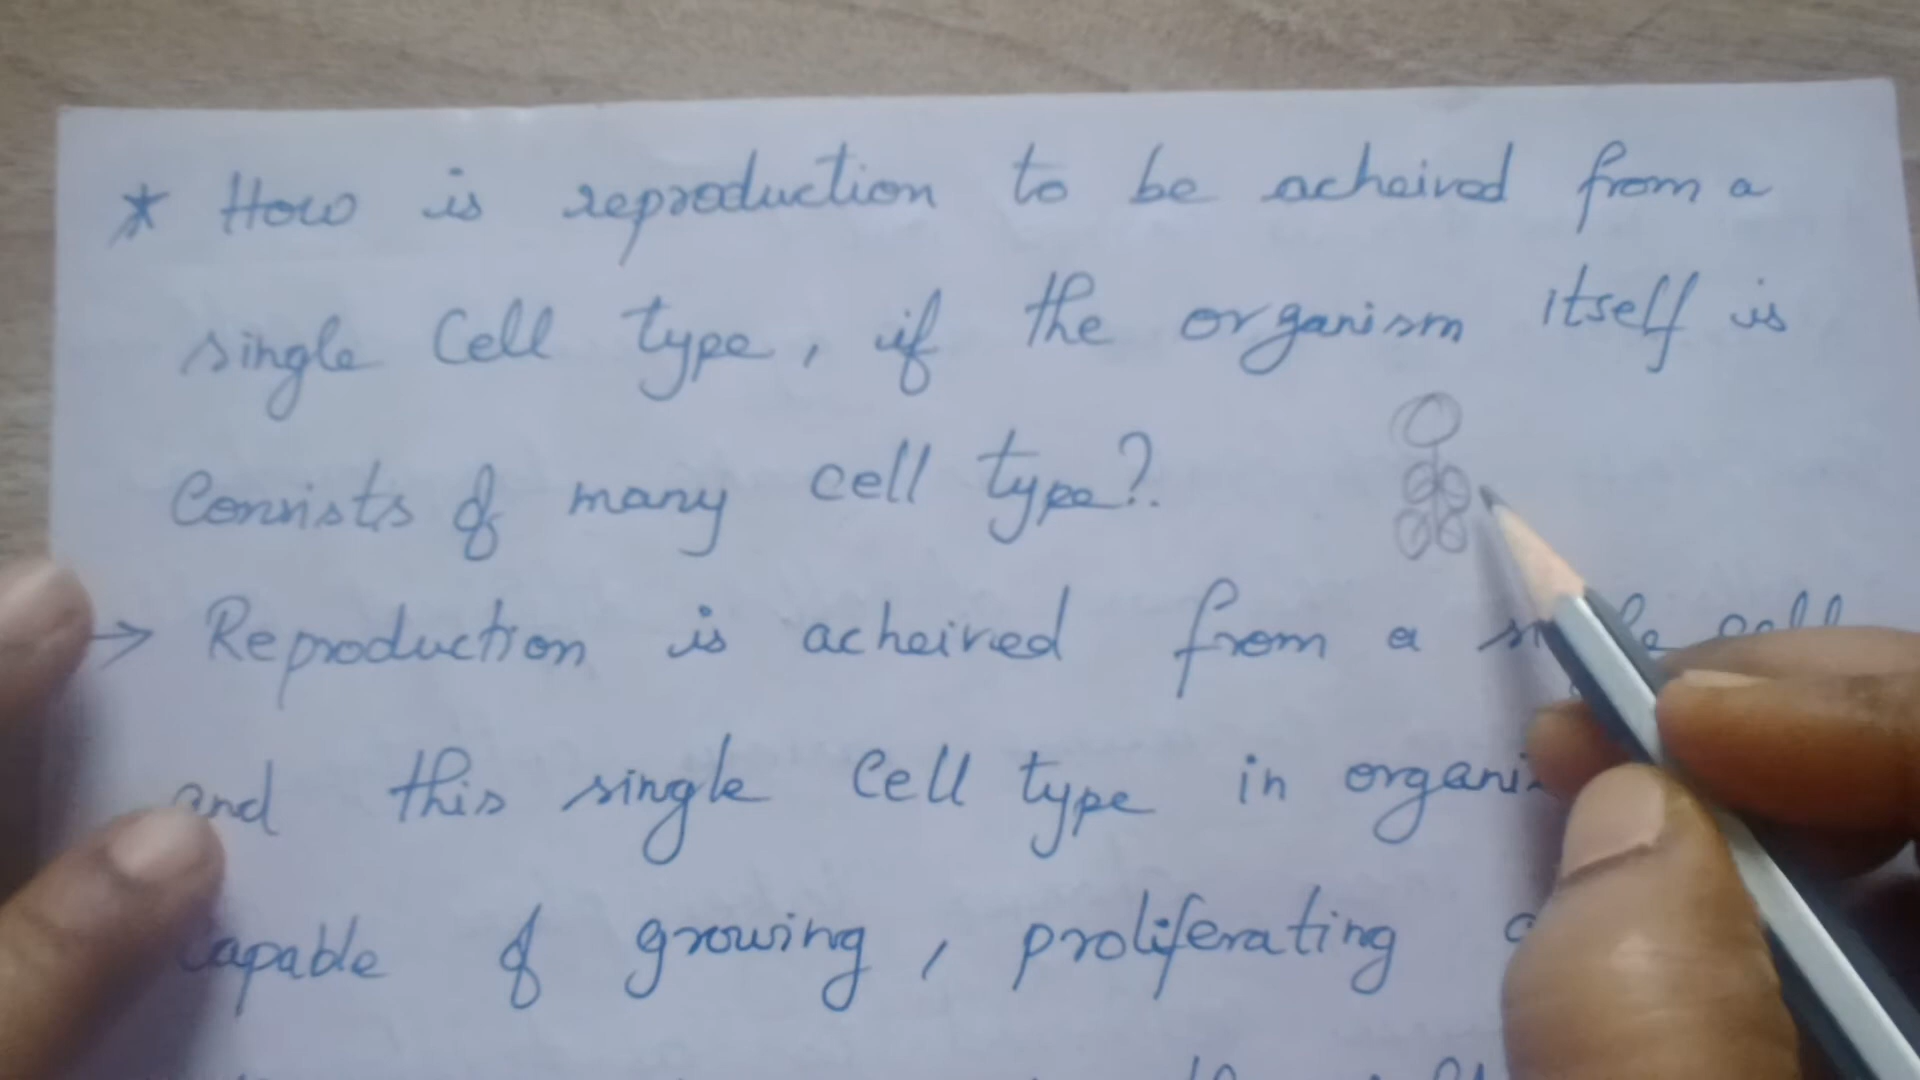 * How is reproduction to be acheived from a
single Cell type, if the organism itself is
Consists of many cell type?
→ Reproduction is acheived from a cell
and this single Cell type in
capable of growing, proliferating